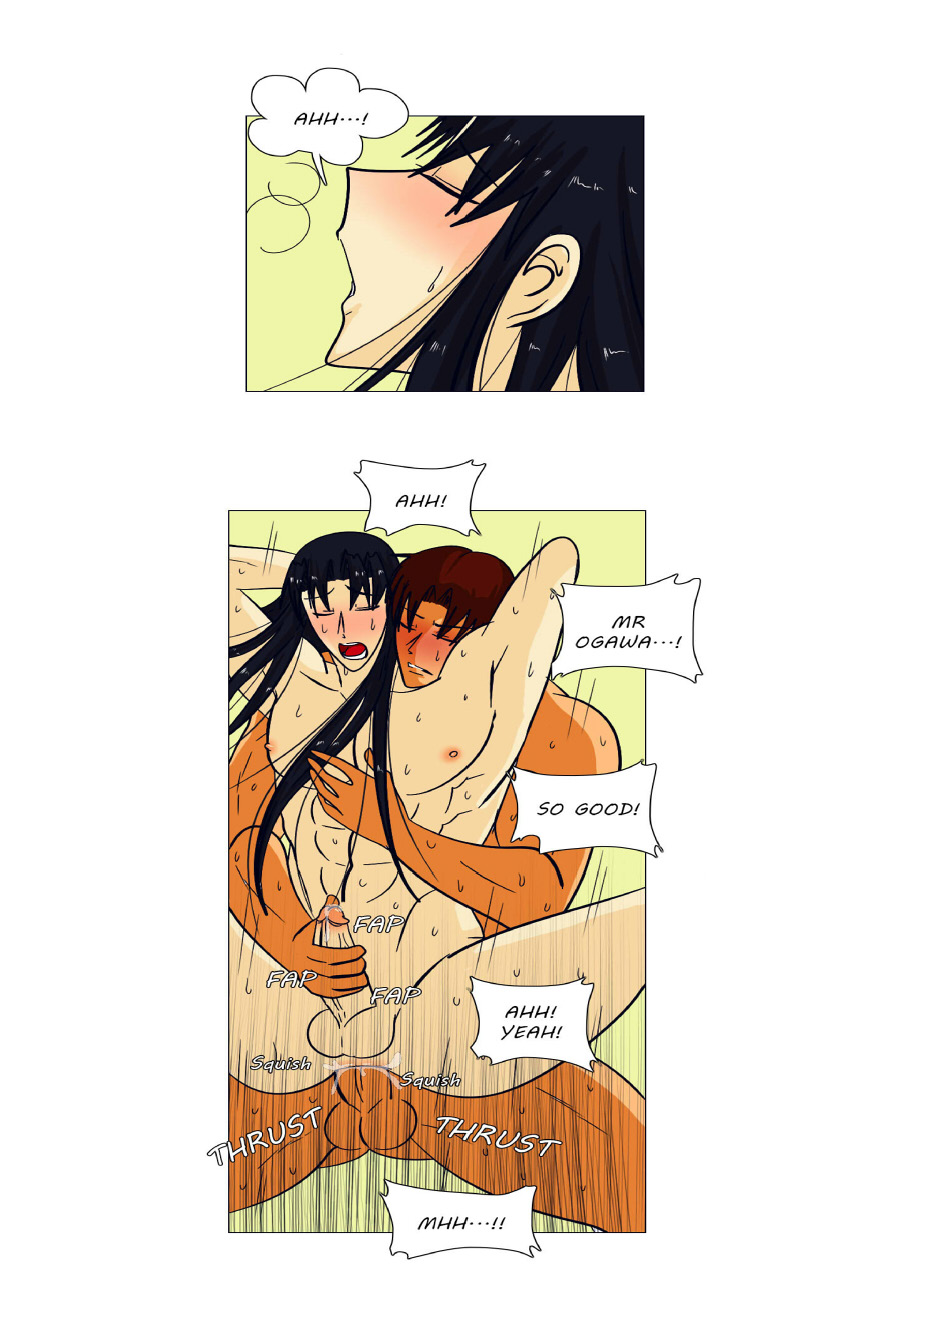 AHH...!
AHH!
MR
OGAWA...!
SO GOOD!
FAP
FAP
FAP
AHH!
YEAH!
Squish
Squish
THRUST
THRUST
MHH...!!